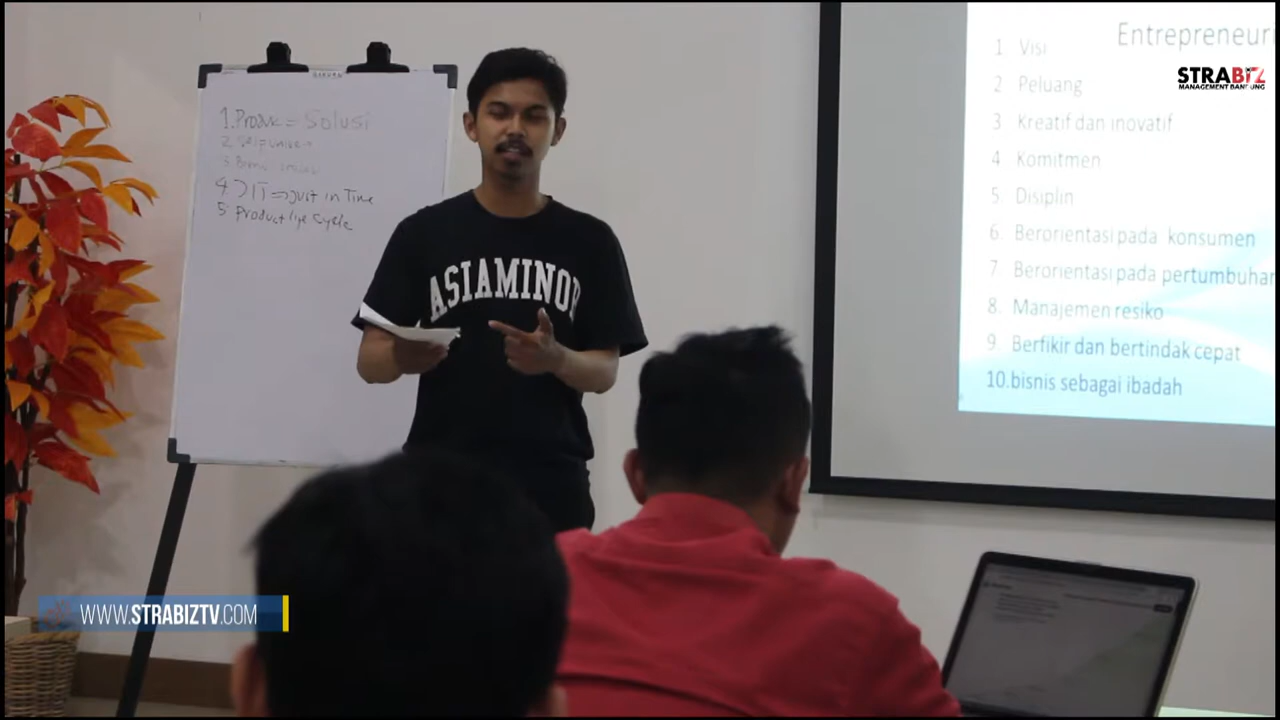 1. Produk = Solusi
4. JIT => Just in Time
5 Product life Cycle
ASIAMINOR
Entrepreneuri
1 Visi
2 Peluang
3 Kreatif dan inovatif
4 Komitmen
5. Disiplin
6. Berorientasi pada konsumen
7. Berorientasi pada pertumbuhan
8. Manajemen resiko
9 Berfikir dan bertindak cepat
10.bisnis sebagai ibadah
STRABIZ
MANAGEMENT BANDUNG
WWW.STRABIZTV.COM